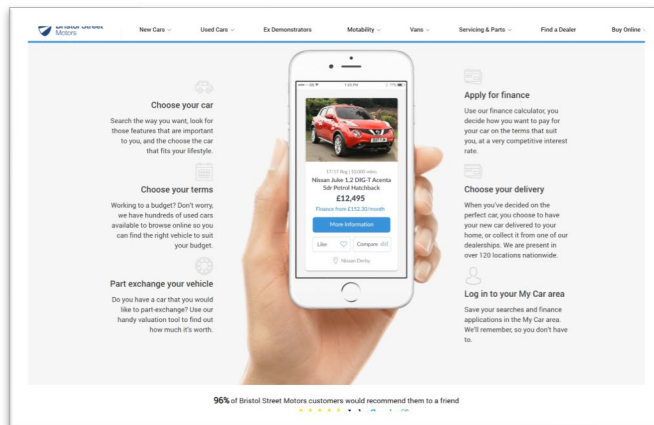 Bristol Street
Motors
New Cars
Used Cars
Ex Demonstrators
Motability
Vans
Servicing & Parts
Find a Dealer
Buy Online
Choose your car
Search the way you want, look for
those features that are important
to you, and the choose the car
that fits your lifestyle.
Choose your terms
Working to a budget? Don't worry,
we have hundreds of used cars
available to browse online so you
can find the right vehicle to suit
your budget.
Part exchange your vehicle
Do you have a car that you would
like to part-exchange? Use our
handy valuation tool to find out
how much it's worth.
1:20 PM
17/17 Reg | 10,000 miles
Nissan Juke 1.2 DIG-T Acenta
5dr Petrol Hatchback
£12,495
Finance from £152.30/month
More Information
Like
Compare
Nissan Derby
Apply for finance
Use our finance calculator, you
decide how you want to pay for
your car on the terms that suit
you, at a very competitive interest
rate.
Choose your delivery
When you've decided on the
perfect car, you choose to have
your new car delivered to your
home, or collect it from one of our
dealerships. We are present in
over 120 locations nationwide.
Log in to your My Car area
Save your searches and finance
applications in the My Car area.
We'll remember, so you don't have
to.
96% of Bristol Street Motors customers would recommend them to a friend